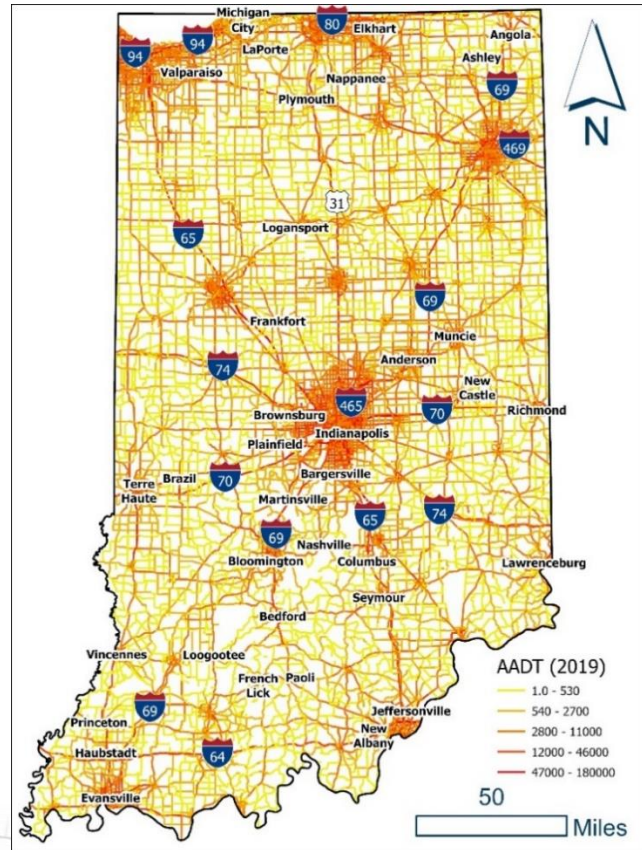 Michigan
City
80
Elkhart
Angola
94
94
LaPorte
Ashley
Valparaiso
Nappanee
69
Plymouth
N
469
31
Logansport
65
69
Frankfort
Muncie
74
Anderson
New
Castle
465
70
Richmond
Brownsburg
Indianapolis
Plainfield
Bargersville
Terre
Haute
Brazil
70
Martinsville
65
74
69
Nashville
Bloomington
Columbus
Lawrenceburg
Seymour
Bedford
Vincennes
Loogootee
French
Lick
Paoli
69
Princeton
Jeffersonville
New
Albany
Haubstadt
64
Evansville
AADT (2019)
1.0 - 530
540 - 2700
2800 - 11000
12000 - 46000
47000 - 180000
50
Miles